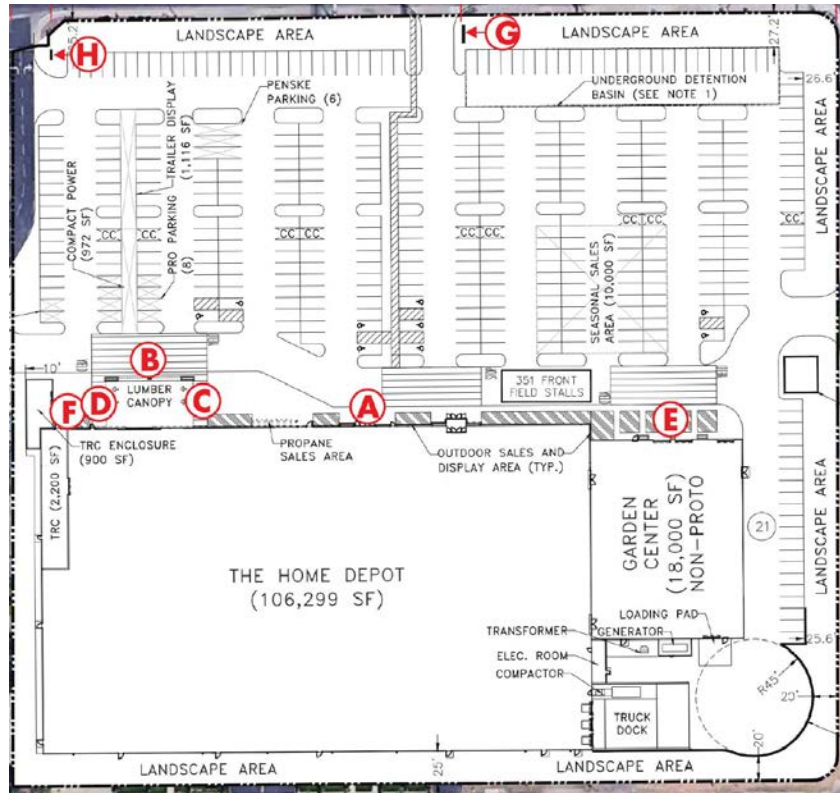 LANDSCAPE AREA
LANDSCAPE AREA
G
H
27.2'
PENSKE
PARKING (6)
UNDERGROUND DETENTION
BASIN (SEE NOTE 1)
26.6'
TRAILER DISPLAY
(1,116 SF)
LANDSCAPE AREA
COMPACT POWER
(972 SF)
PRO PARKING
(8)
CC
CC
CC CC
CC
CC CC
CC CC
SEASONAL SALES
AREA (10,000 SF)
10'
B
LUMBER
CANOPY
351 FRONT
FIELD STALLS
F
D
C
A
E
TRC ENCLOSURE
(900 SF)
PROPANE
SALES AREA
OUTDOOR SALES AND
DISPLAY AREA (TYP.)
TRC (2,200 SF)
GARDEN
CENTER
(18,000 SF)
NON-PROTO
21
LANDSCAPE AREA
THE HOME DEPOT
(106,299 SF)
LOADING PAD
TRANSFORMER
GENERATOR
25.6'
ELEC. ROOM
COMPACTOR
R45'
20'
TRUCK
DOCK
20'
25'
LANDSCAPE AREA
LANDSCAPE AREA